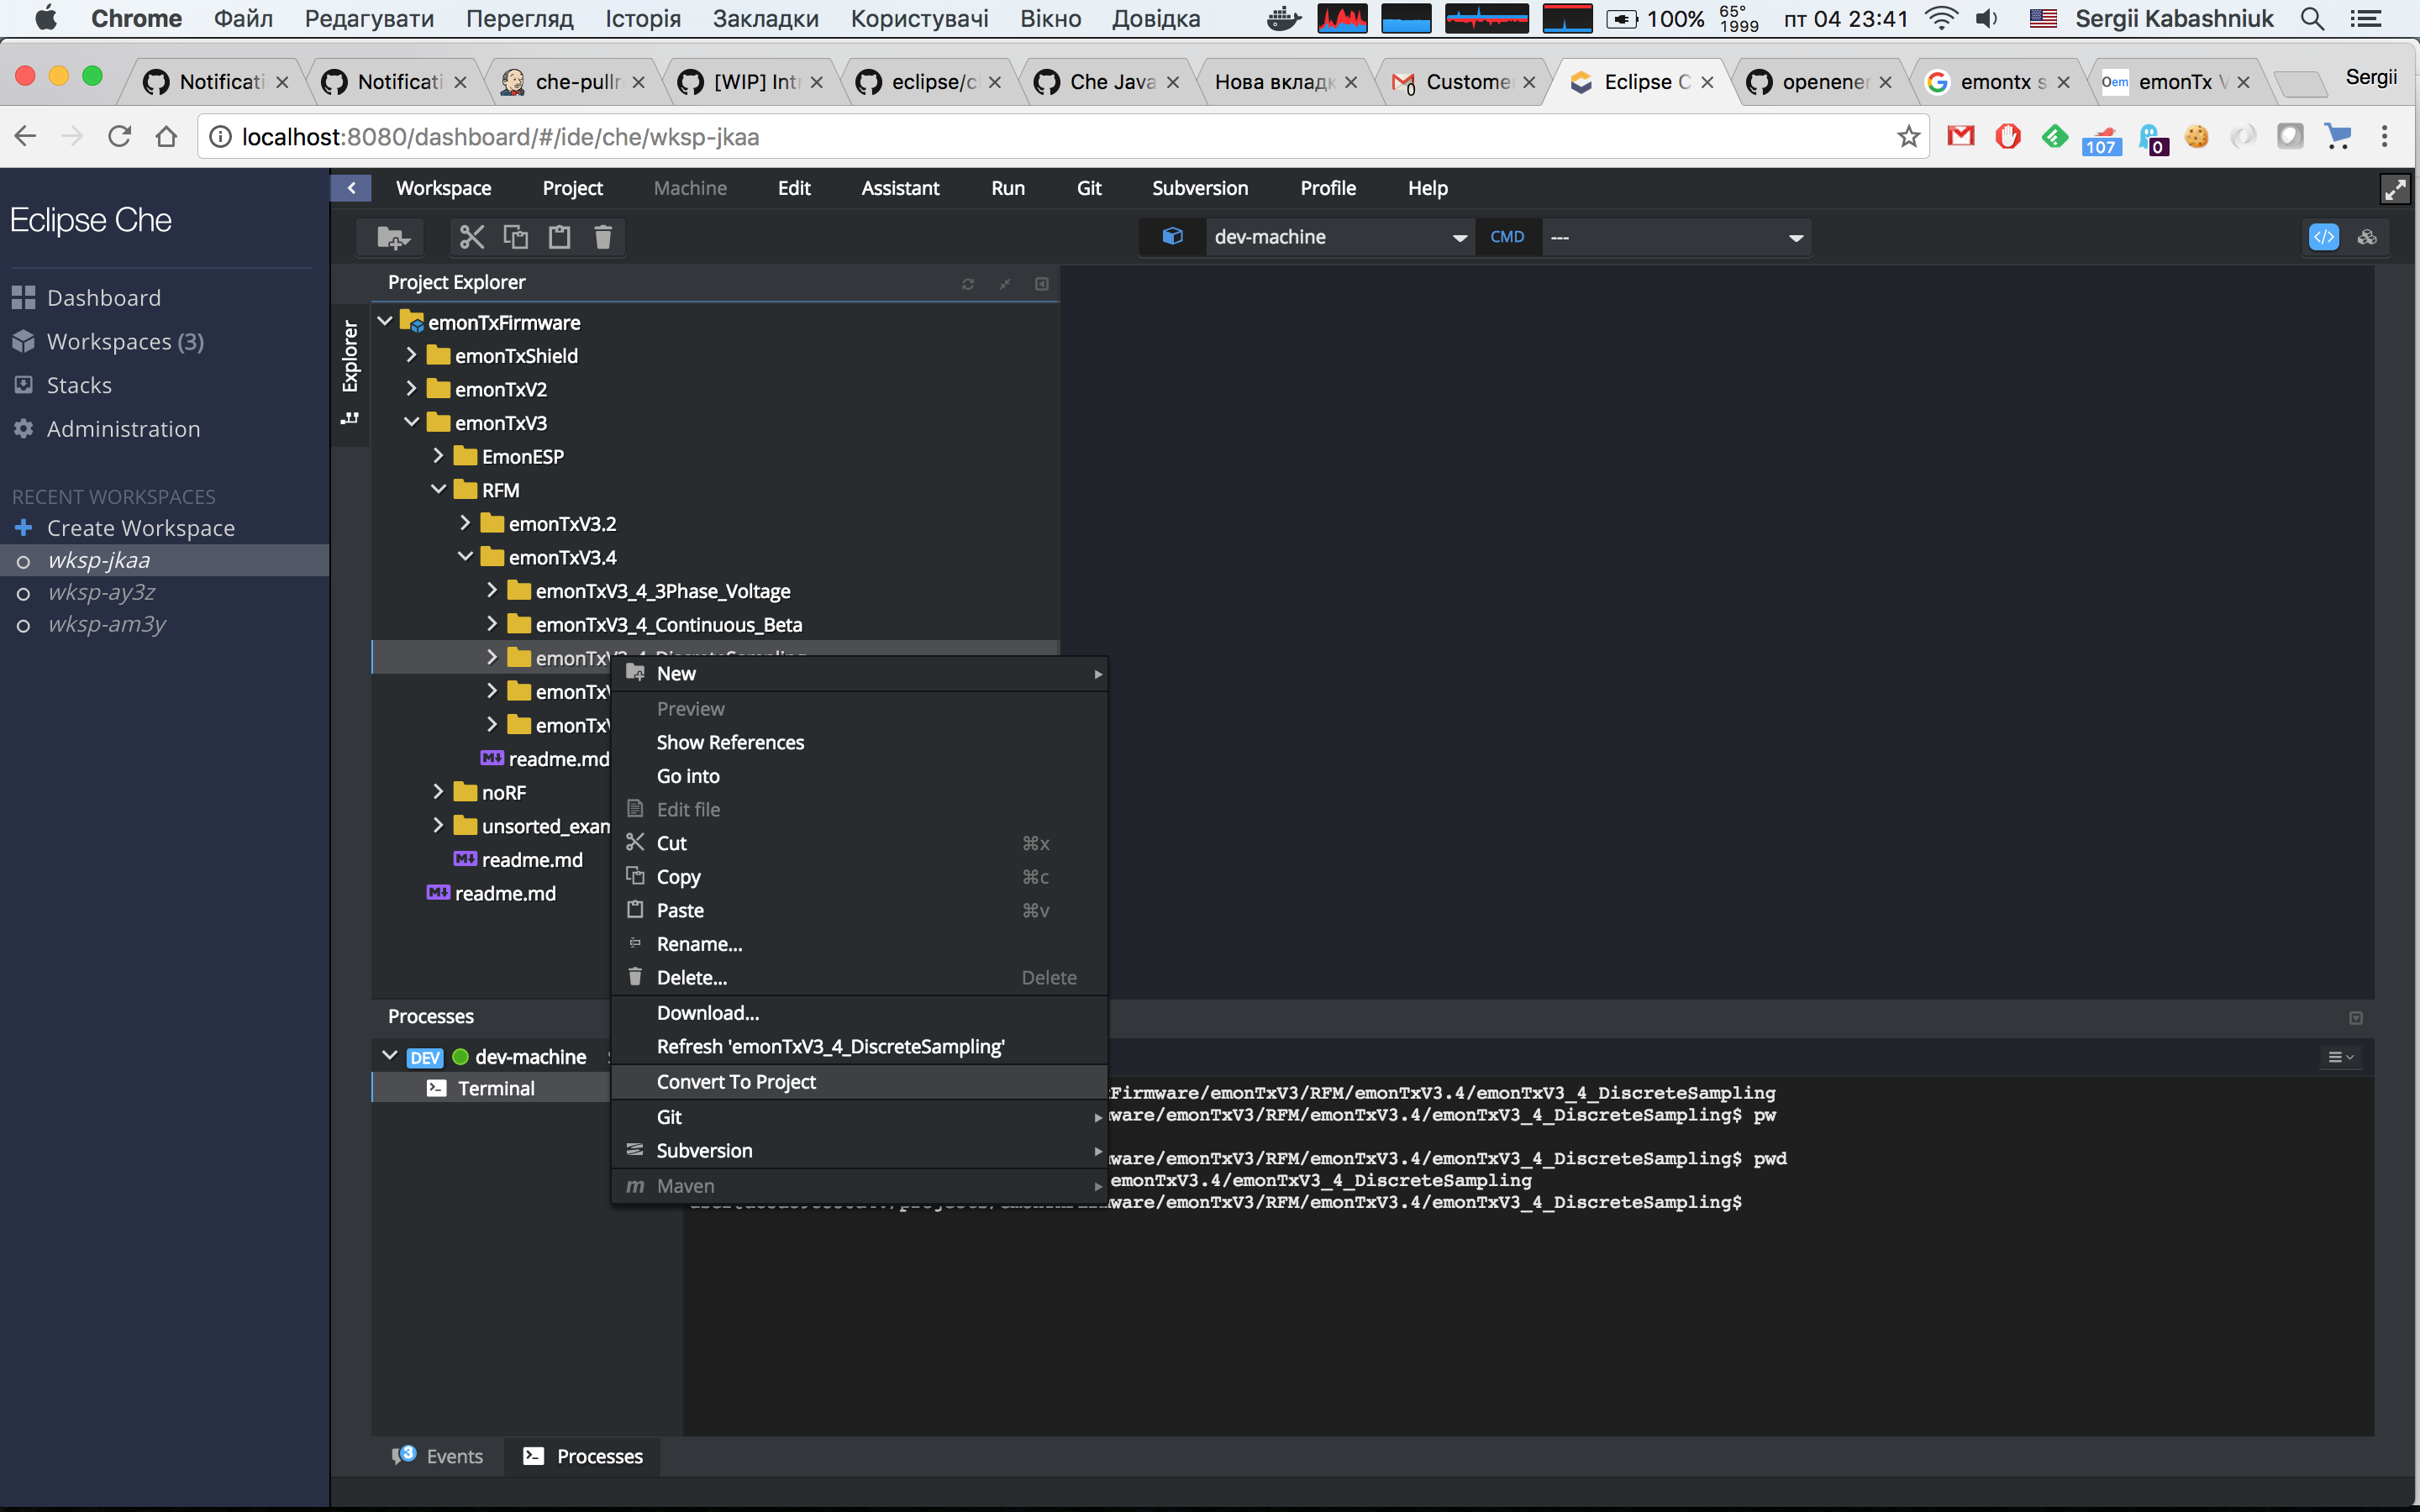 Chrome Файл Редагувати Перегляд Історія Закладки Користувачі Вікно Довідка 100% 65° 1999 пт 04 23:41 Sergii Kabashniuk
Notificati Notificati che-pullr [WIP] Intr eclipse/c Che Java Нова вкладк Custome Eclipse C openener emontx s Oem emonTx V Sergii
localhost:8080/dashboard/#/ide/che/wksp-jkaa 107 0
Workspace Project Machine Edit Assistant Run Git Subversion Profile Help
Eclipse Che
dev-machine CMD ---
Dashboard
Workspaces (3)
Stacks
Administration
RECENT WORKSPACES
Create Workspace
wksp-jkaa
wksp-ay3z
wksp-am3y
Explorer
Project Explorer
emonTxFirmware
emonTxShield
emonTxV2
emonTxV3
EmonESP
RFM
emonTxV3.2
emonTxV3.4
emonTxV3_4_3Phase_Voltage
emonTxV3_4_Continuous_Beta
emonTxV3_4_DiscreteSampling
emonTxV
emonTxV
readme.md
noRF
unsorted_exam
readme.md
readme.md
New
Preview
Show References
Go into
Edit file
Cut ⌘x
Copy ⌘c
Paste ⌘v
Rename...
Delete... Delete
Download...
Refresh 'emonTxV3_4_DiscreteSampling'
Convert To Project
Git
Subversion
Maven
Processes
DEV dev-machine
Terminal
Firmware/emonTxV3/RFM/emonTxV3.4/emonTxV3_4_DiscreteSampling
ware/emonTxV3/RFM/emonTxV3.4/emonTxV3_4_DiscreteSampling$ pw
ware/emonTxV3/RFM/emonTxV3.4/emonTxV3_4_DiscreteSampling$ pwd
emonTxV3.4/emonTxV3_4_DiscreteSampling
ware/emonTxV3/RFM/emonTxV3.4/emonTxV3_4_DiscreteSampling$
3 Events Processes